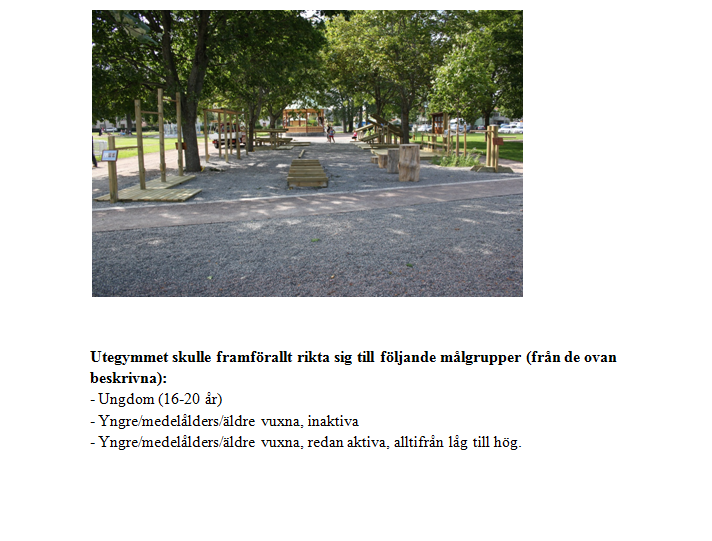 Utegymmet skulle framförallt rikta sig till följande målgrupper (från de ovan
beskrivna):
- Ungdom (16-20 år)
- Yngre/medelålders/äldre vuxna, inaktiva
- Yngre/medelålders/äldre vuxna, redan aktiva, alltifrån låg till hög.